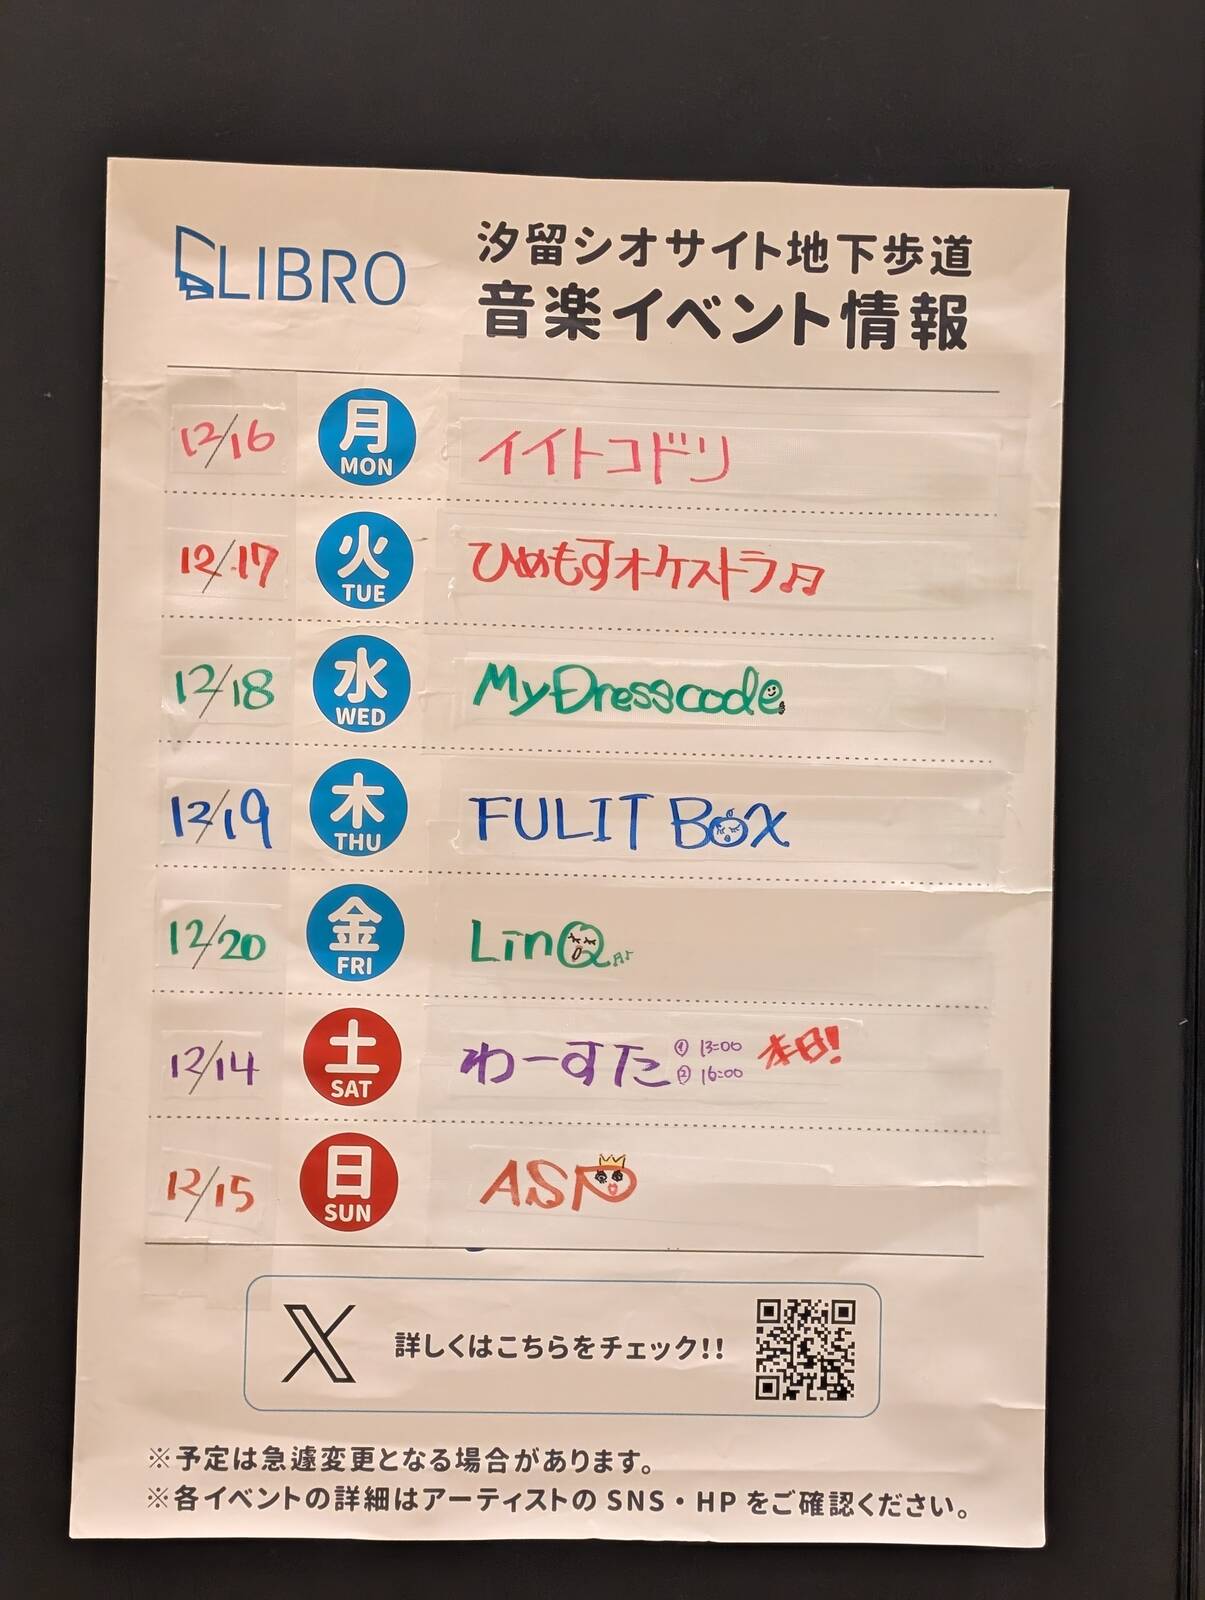 LIBRO
汐留シオサイト地下歩道
音楽イベント情報
12/16 月 MON イイトコドリ
12/17 火 TUE ひめもすオーケストラ♫
12/18 水 WED MyDresscode
12/19 木 THU FULIT BOX
12/20 金 FRI LinQ
12/14 土 SAT わーすた ① 13:00 ② 16:00 本日!
12/15 日 SUN ASP
X 詳しくはこちらをチェック!!
※予定は急遽変更となる場合があります。
※各イベントの詳細はアーティストの SNS・HP をご確認ください。